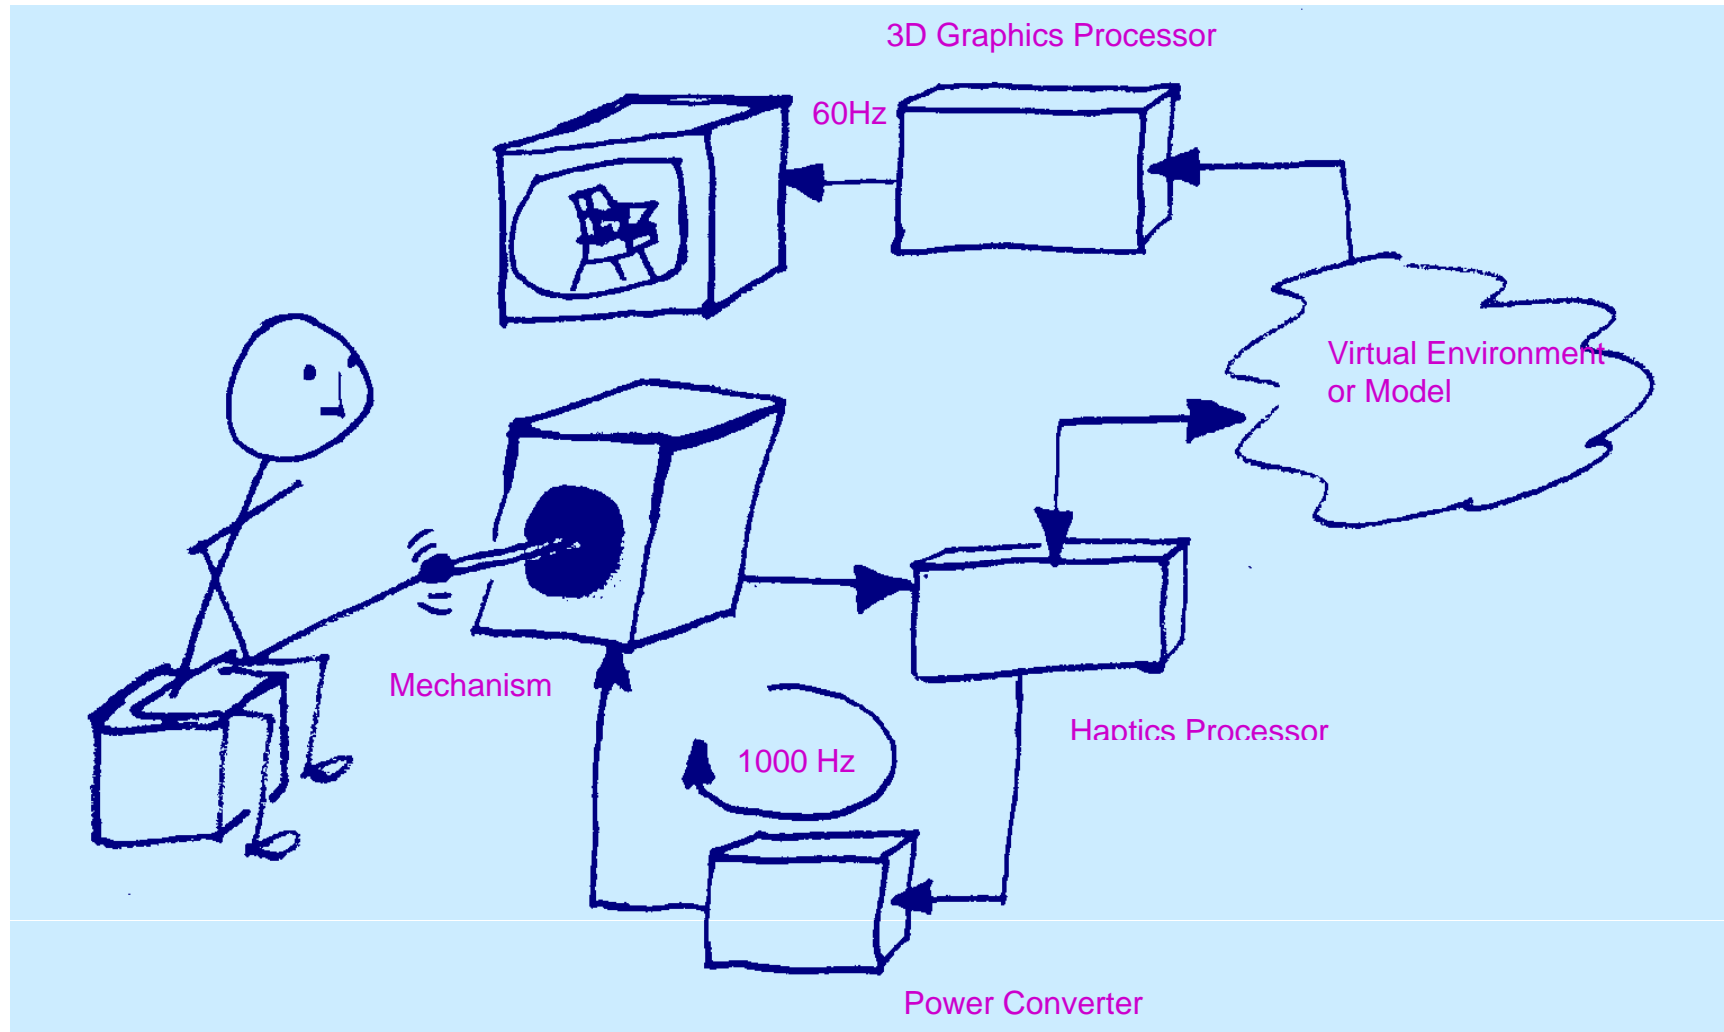 3D Graphics Processor
60Hz
Virtual Environment
or Model
Mechanism
Haptics Processor
1000 Hz
Power Converter